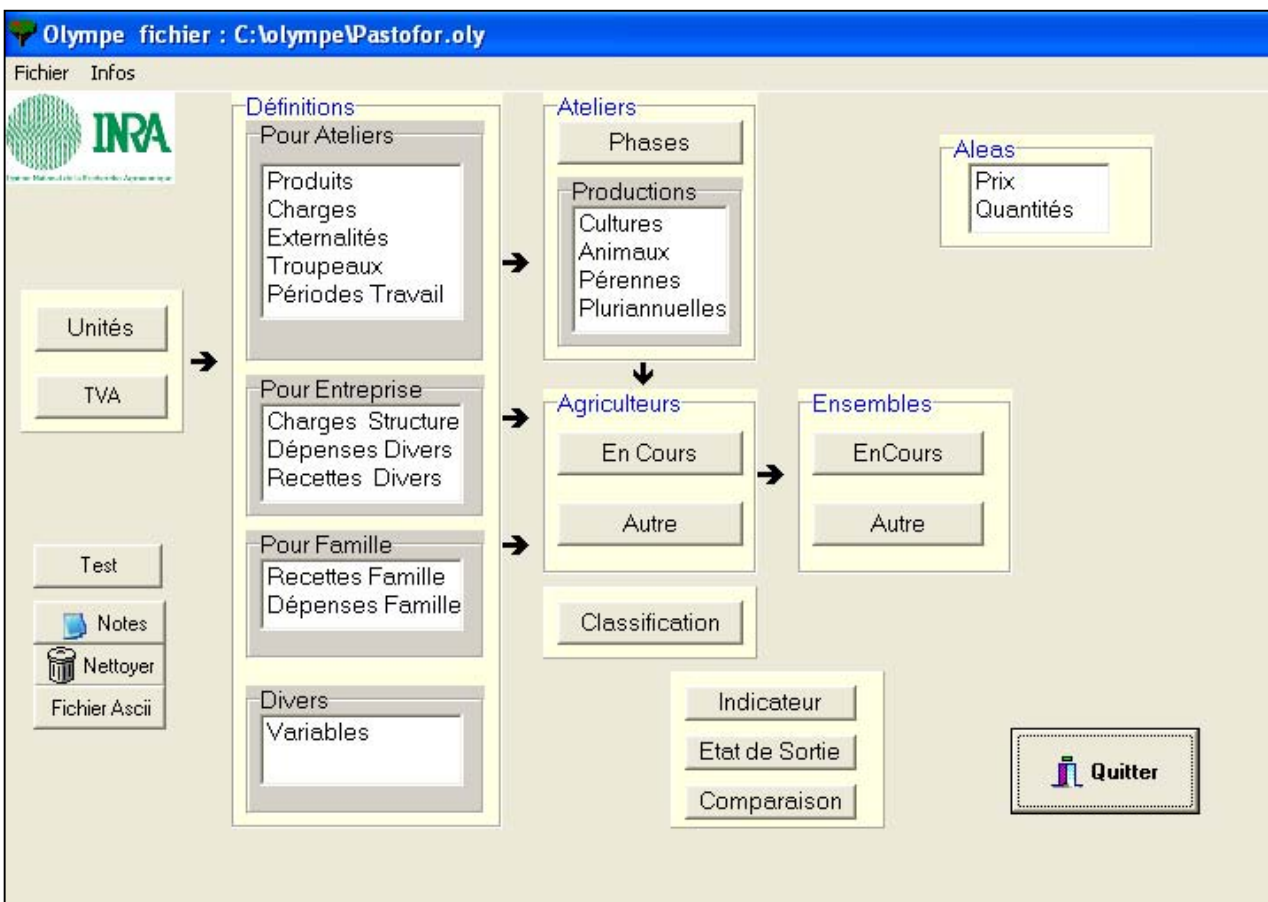 Olympe fichier : C:\olympe\Pastofor.oly
Fichier Infos
INRA
Unités
TVA
Test
Notes
Nettoyer
Fichier Ascii
Définitions
Pour Ateliers
Produits
Charges
Externalités
Troupeaux
Périodes Travail
Pour Entreprise
Charges Structure
Dépenses Divers
Recettes Divers
Pour Famille
Recettes Famille
Dépenses Famille
Divers
Variables
Ateliers
Phases
Productions
Cultures
Animaux
Pérennes
Pluriannuelles
Agriculteurs
En Cours
Autre
Classification
Ensembles
EnCours
Autre
Indicateur
Etat de Sortie
Comparaison
Aleas
Prix
Quantités
Quitter